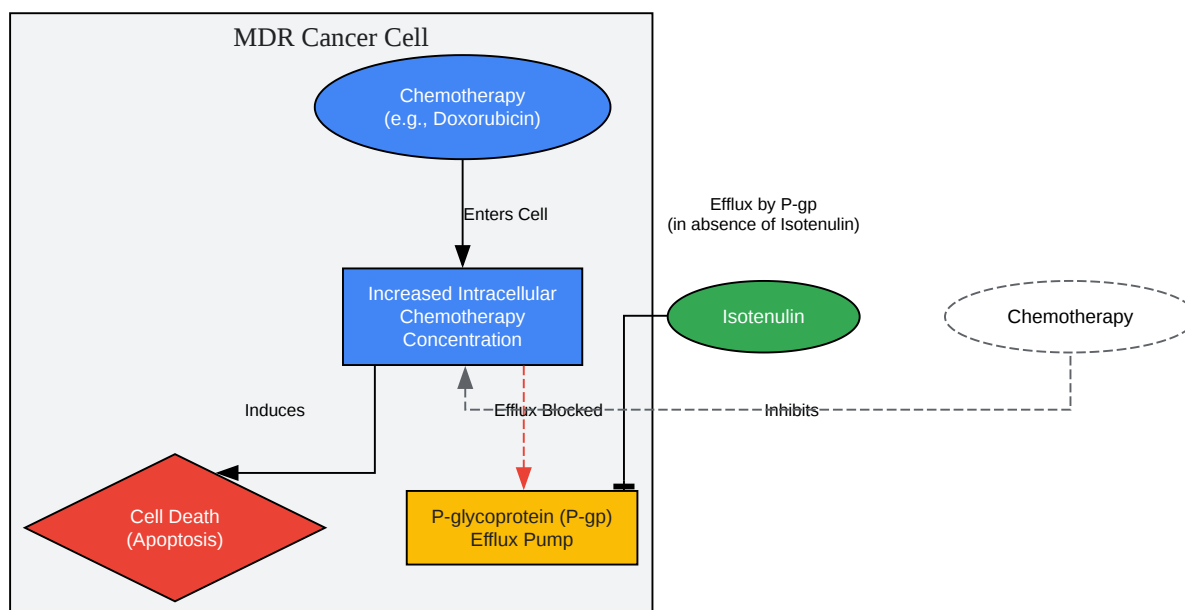 MDR Cancer Cell
Chemotherapy
(e.g., Doxorubicin)
Enters Cell
Efflux by P-gp
(in absence of Isotenulin)
Increased Intracellular
Chemotherapy
Concentration
Isotenulin
Chemotherapy
Induces
Efflux Blocked
Inhibits
Cell Death
(Apoptosis)
P-glycoprotein (P-gp)
Efflux Pump